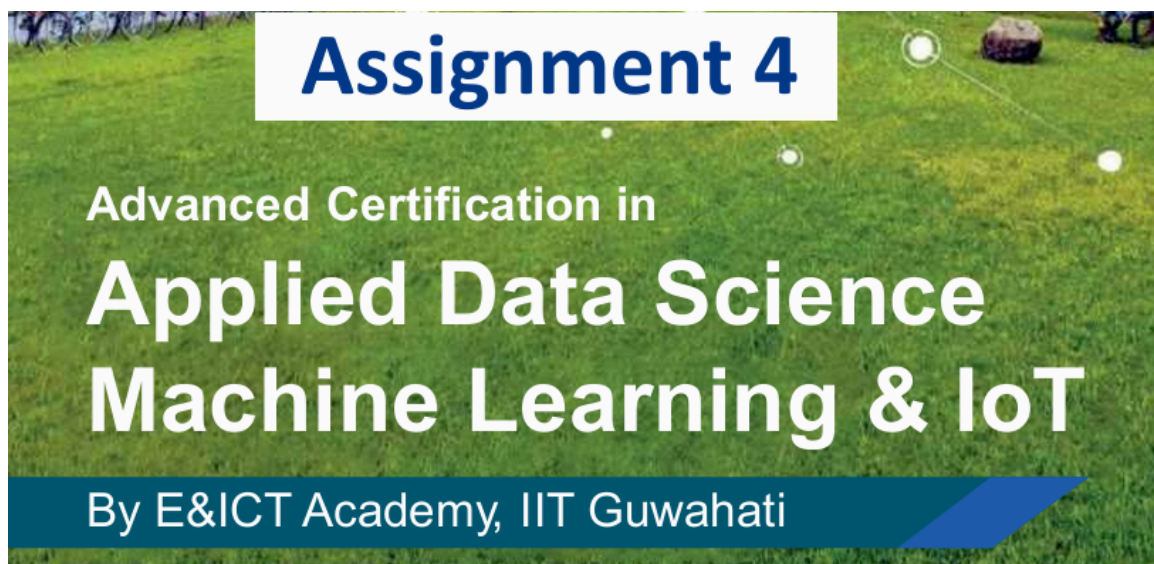 Assignment 4
Advanced Certification in
Applied Data Science
Machine Learning & IoT
By E&ICT Academy, IIT Guwahati